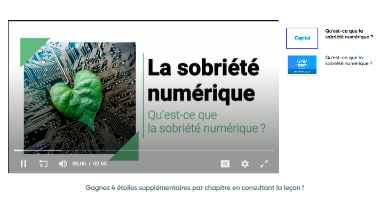 La sobriété
numérique
Qu'est-ce que
la sobriété numérique ?
00:06 / 02:53
Capital
Qu'est-ce que la
sobriété numérique ?
Qu'est-ce que la
sobriété numérique ?
Gagnez 4 étoiles supplémentaires par chapitre en consultant la leçon !